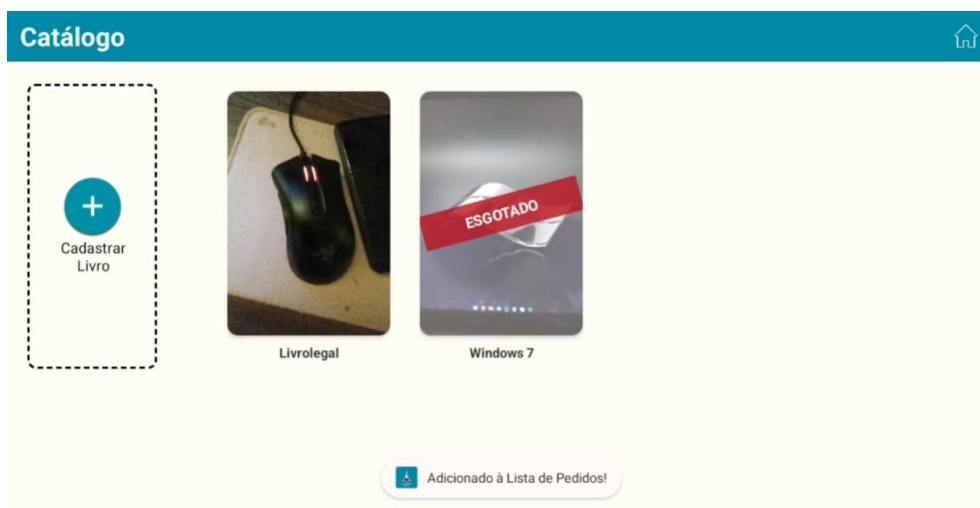 Catálogo
Cadastrar
Livro
Livrolegal
ESGOTADO
Windows 7
Adicionado à Lista de Pedidos!